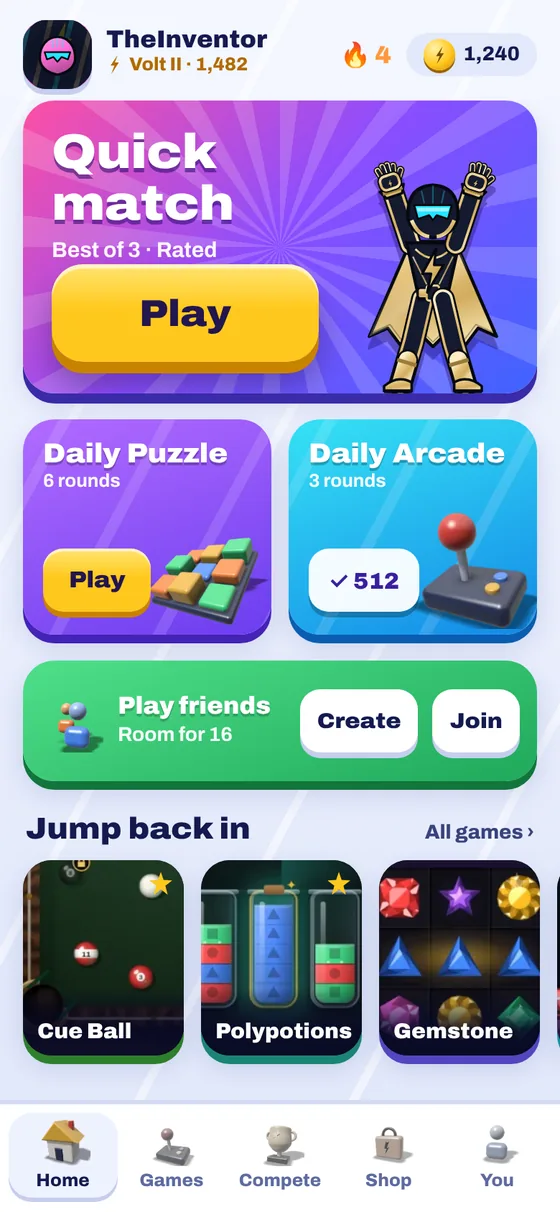 TheInventor
Volt II · 1,482
4
1,240
Quick
match
Best of 3 · Rated
Play
Daily Puzzle
6 rounds
Play
Daily Arcade
3 rounds
✓ 512
Play friends
Room for 16
Create
Join
Jump back in
All games ›
11
3
Cue Ball
Polypotions
Gemstone
Home
Games
Compete
Shop
You